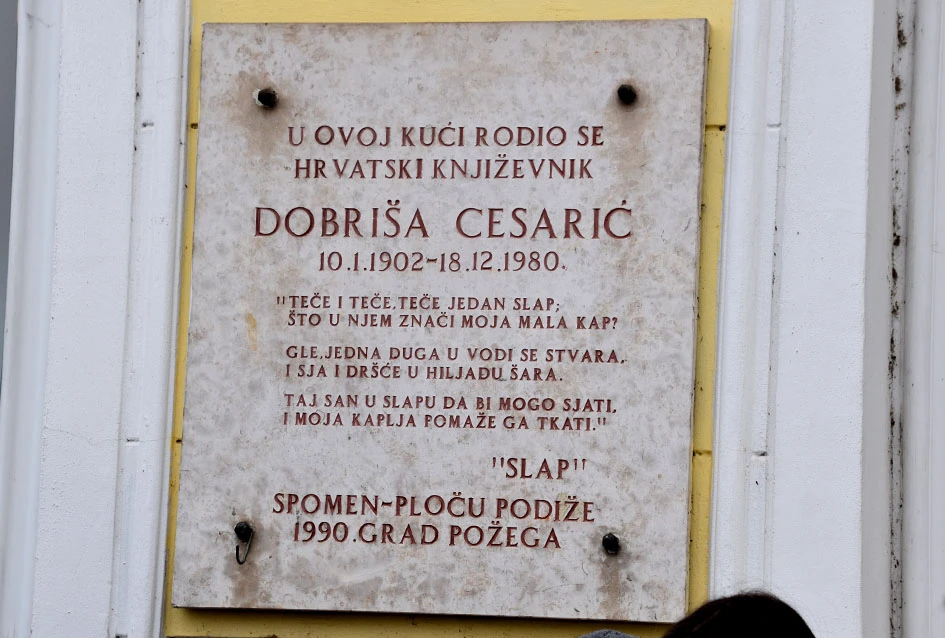 U OVOJ KUĆI RODIO SE
HRVATSKI KNJIŽEVNIK
DOBRIŠA CESARIĆ
10.1.1902-18.12.1980.
"TEČE I TEČE, TEČE JEDAN SLAP;
ŠTO U NJEM ZNAČI MOJA MALA KAP?
GLE, JEDNA DUGA U VODI SE STVARA,
I SJA I DRŠĆE U HILJADU ŠARA.
TAJ SAN U SLAPU DA BI MOGO SJATI,
I MOJA KAPLJA POMAŽE GA TKATI."
"SLAP"
SPOMEN-PLOČU PODIŽE
1990. GRAD POŽEGA